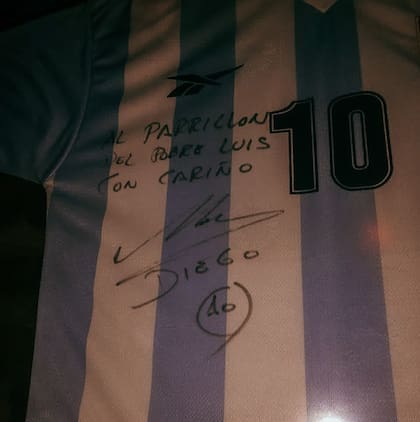 10
AL PARRILLON
DEL POBRE LUIS
CON CARIÑO
DIEGO
10